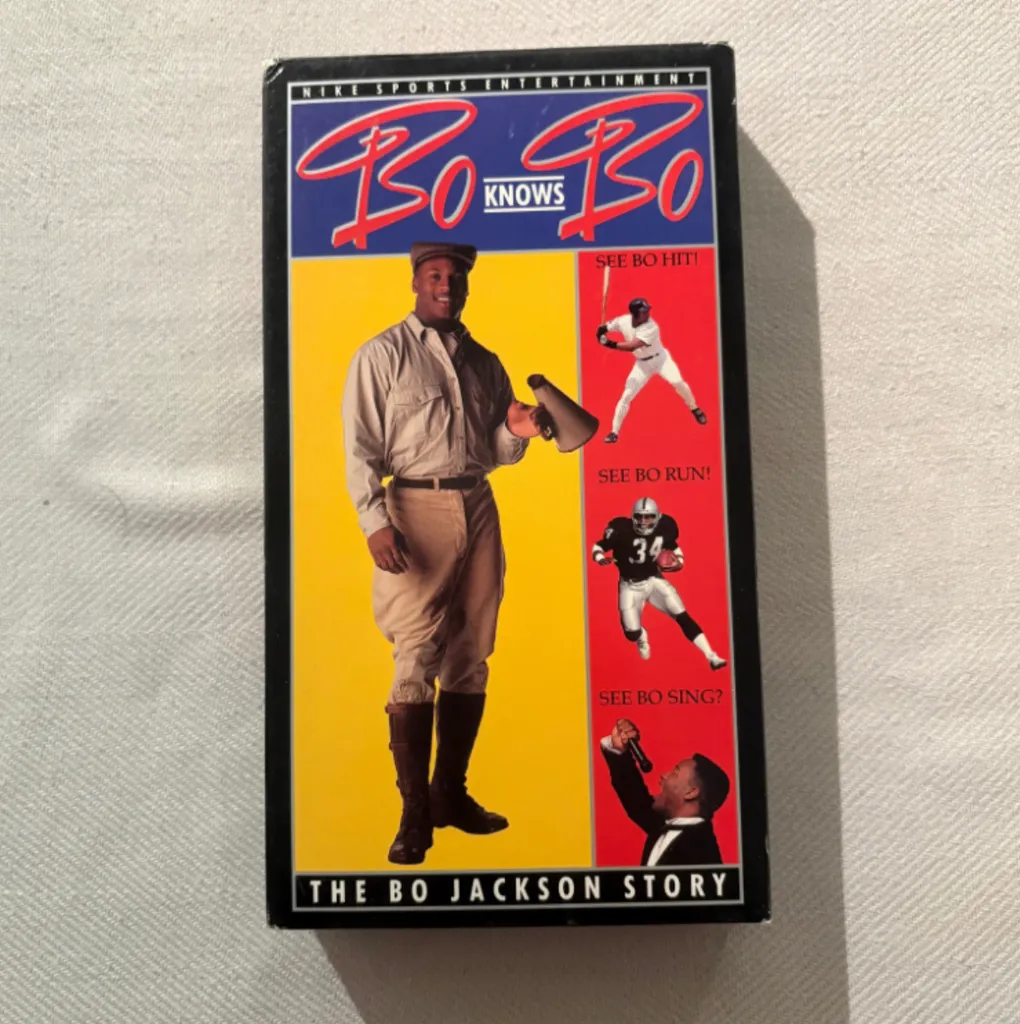 NIKE SPORTS ENTERTAINMENT
BO KNOWS BO
SEE BO HIT!
SEE BO RUN!
34
SEE BO SING?
THE BO JACKSON STORY